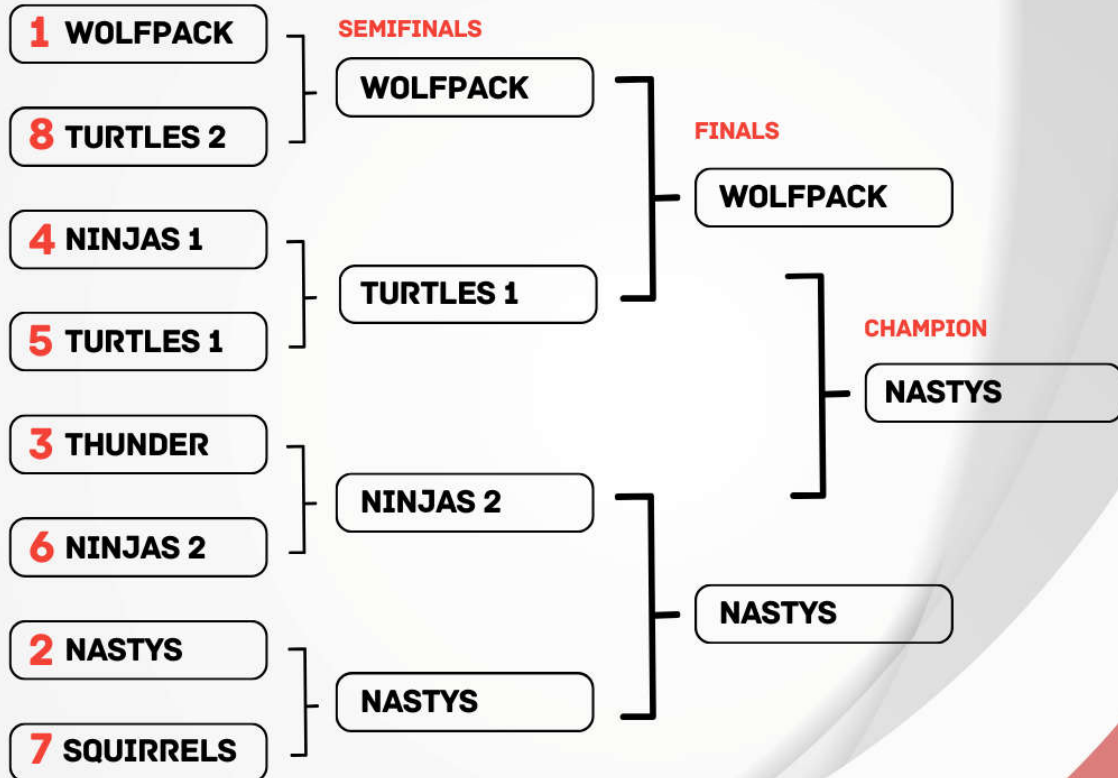 1 WOLFPACK
8 TURTLES 2
4 NINJAS 1
5 TURTLES 1
3 THUNDER
6 NINJAS 2
2 NASTYS
7 SQUIRRELS
SEMIFINALS
WOLFPACK
TURTLES 1
NINJAS 2
NASTYS
FINALS
WOLFPACK
NASTYS
CHAMPION
NASTYS